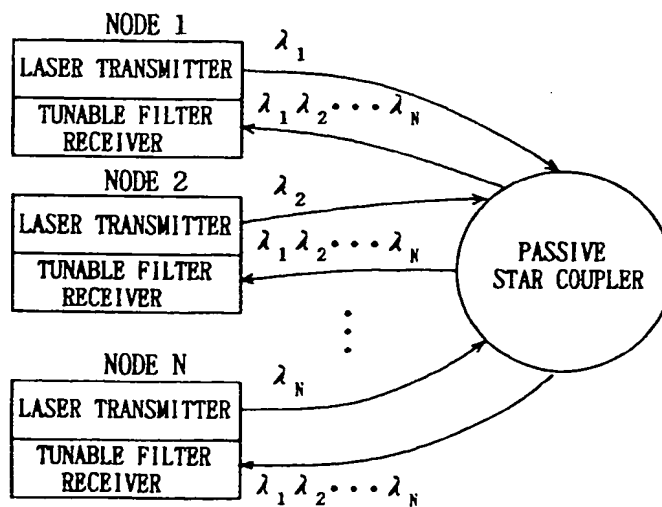 NODE 1
LASER TRANSMITTER
TUNABLE FILTER
RECEIVER
λ1
λ1 λ2 • • • λN
NODE 2
LASER TRANSMITTER
TUNABLE FILTER
RECEIVER
λ2
λ1 λ2 • • • λN
PASSIVE
STAR COUPLER
NODE N
LASER TRANSMITTER
TUNABLE FILTER
RECEIVER
λN
λ1 λ2 • • • λN